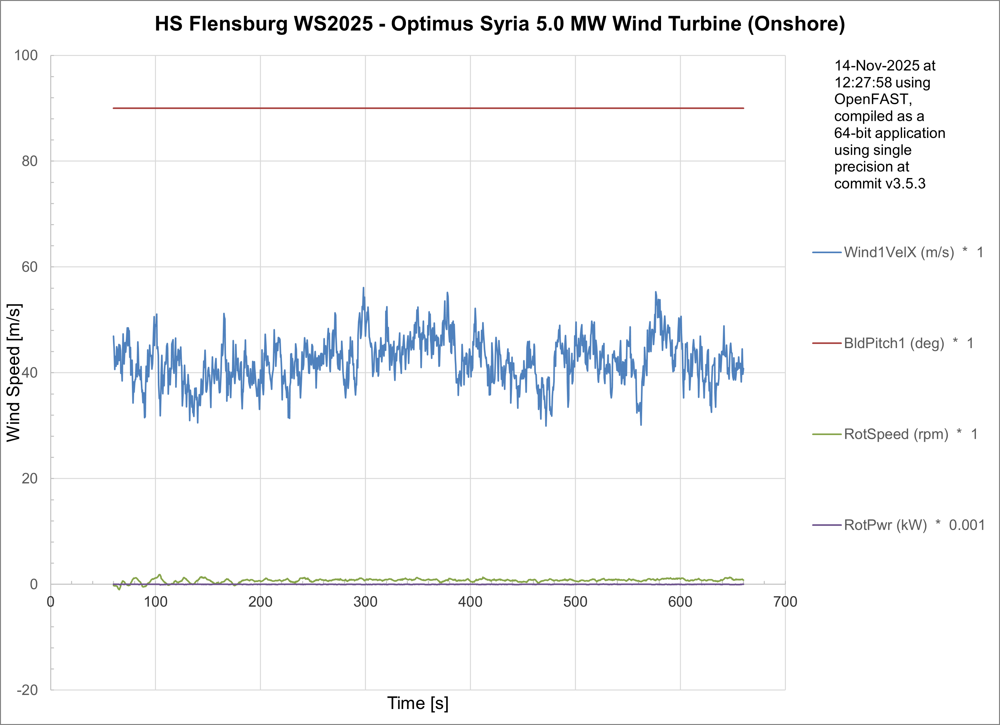 HS Flensburg WS2025 - Optimus Syria 5.0 MW Wind Turbine (Onshore)
100
80
60
40
20
0
-20
Wind Speed [m/s]
0 100 200 300 400 500 600 700
Time [s]
14-Nov-2025 at
12:27:58 using
OpenFAST,
compiled as a
64-bit application
using single
precision at
commit v3.5.3
Wind1VelX (m/s) * 1
BldPitch1 (deg) * 1
RotSpeed (rpm) * 1
RotPwr (kW) * 0.001